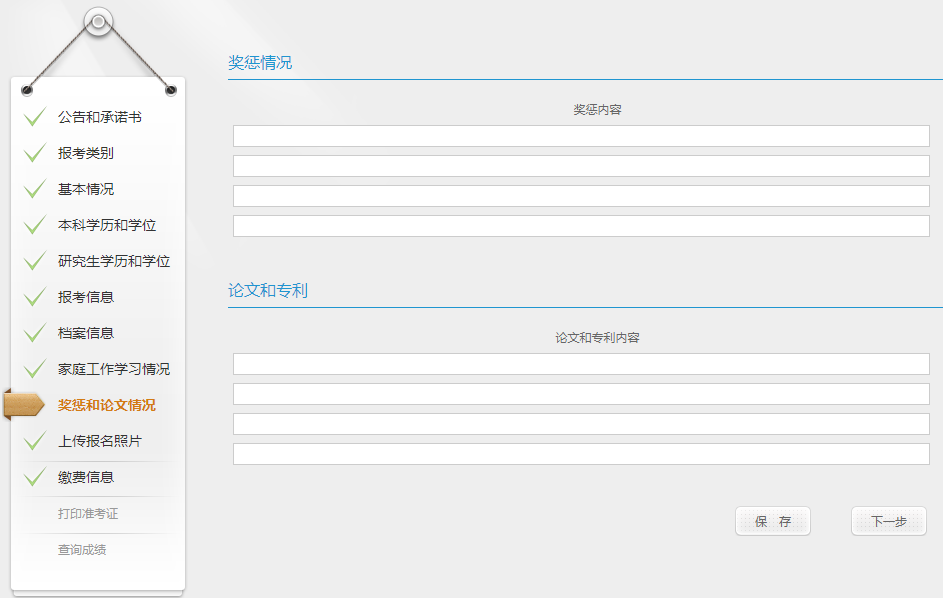 公告和承诺书
报考类别
基本情况
本科学历和学位
研究生学历和学位
报考信息
档案信息
家庭工作学习情况
奖惩和论文情况
上传报名照片
缴费信息
打印准考证
查询成绩
奖惩情况
奖惩内容
论文和专利
论文和专利内容
保 存
下一步